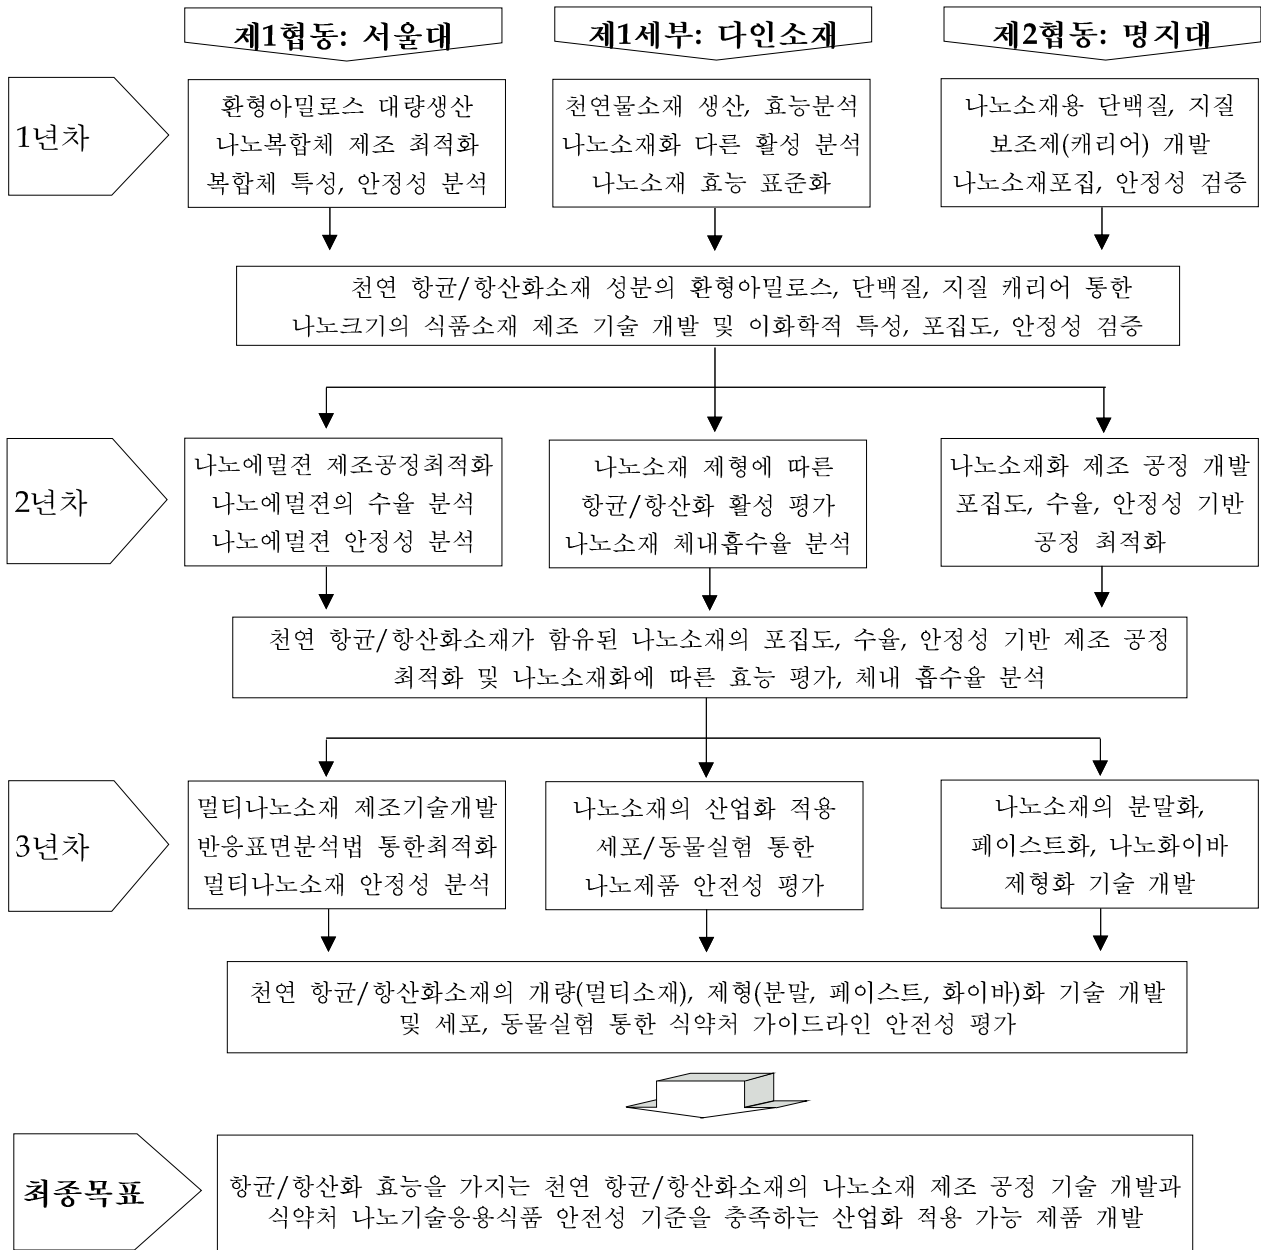 제1협동: 서울대
제1세부: 다인소재
제2협동: 명지대
1년차
환형아밀로스 대량생산
나노복합체 제조 최적화
복합체 특성, 안정성 분석
천연물소재 생산, 효능분석
나노소재화 다른 활성 분석
나노소재 효능 표준화
나노소재용 단백질, 지질
보조제(캐리어) 개발
나노소재포집, 안정성 검증
천연 항균/항산화소재 성분의 환형아밀로스, 단백질, 지질 캐리어 통한
나노크기의 식품소재 제조 기술 개발 및 이화학적 특성, 포집도, 안정성 검증
2년차
나노에멀젼 제조공정최적화
나노에멀젼의 수율 분석
나노에멀젼 안정성 분석
나노소재 제형에 따른
항균/항산화 활성 평가
나노소재 체내흡수율 분석
나노소재화 제조 공정 개발
포집도, 수율, 안정성 기반
공정 최적화
천연 항균/항산화소재가 함유된 나노소재의 포집도, 수율, 안정성 기반 제조 공정
최적화 및 나노소재화에 따른 효능 평가, 체내 흡수율 분석
3년차
멀티나노소재 제조기술개발
반응표면분석법 통한최적화
멀티나노소재 안정성 분석
나노소재의 산업화 적용
세포/동물실험 통한
나노제품 안전성 평가
나노소재의 분말화,
페이스트화, 나노화이바
제형화 기술 개발
천연 항균/항산화소재의 개량(멀티소재), 제형(분말, 페이스트, 화이바)화 기술 개발
및 세포, 동물실험 통한 식약처 가이드라인 안전성 평가
최종목표
항균/항산화 효능을 가지는 천연 항균/항산화소재의 나노소재 제조 공정 기술 개발과
식약처 나노기술응용식품 안전성 기준을 충족하는 산업화 적용 가능 제품 개발